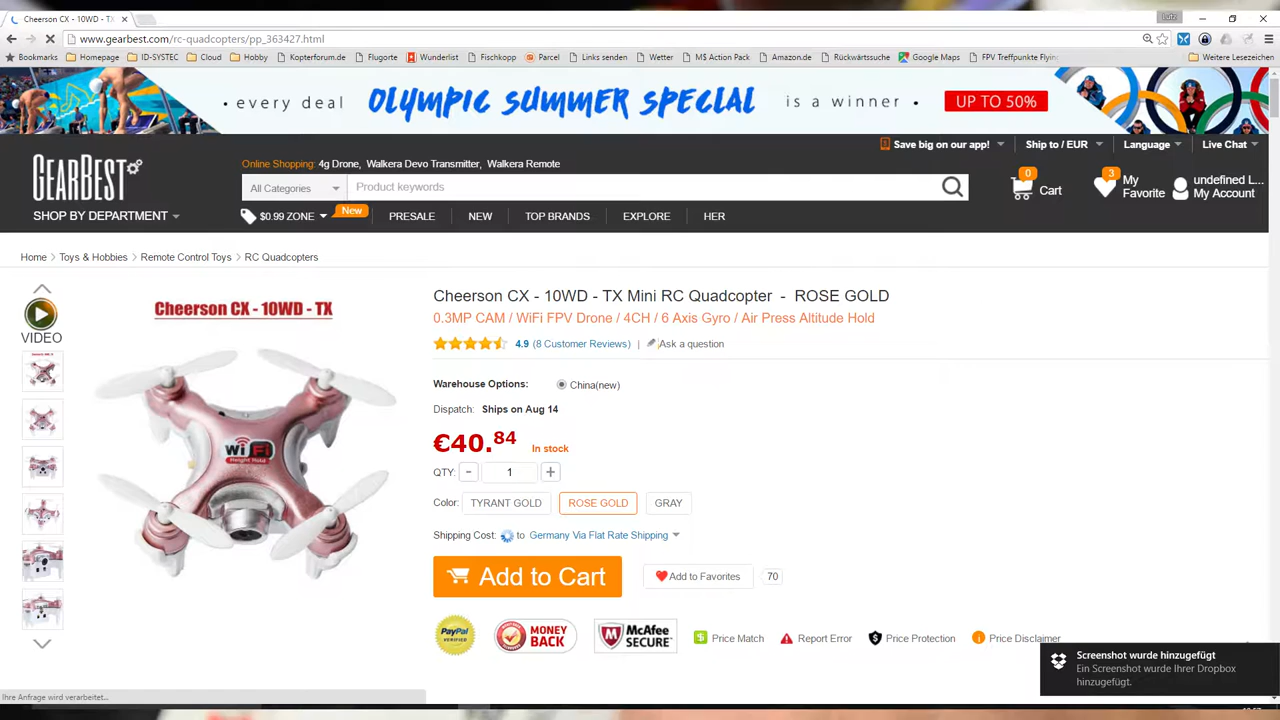 Cheerson CX - 10WD - TX
Lutz
www.gearbest.com/rc-quadcopters/pp_363427.html
Bookmarks Homepage ID-SYSTEC Cloud Hobby Kopterforum.de Flugorte Wunderlist Fischkopp Parcel Links senden Wetter M$ Action Pack Amazon.de Rückwärtssuche Google Maps FPV Treffpunkte Flyin Weitere Lesezeichen
• every deal OLYMPIC SUMMER SPECIAL is a winner • UP TO 50%
Save big on our app! Ship to / EUR Language Live Chat
GEARBEST
Online Shopping: 4g Drone, Walkera Devo Transmitter, Walkera Remote
All Categories Product keywords
0 Cart
3 My Favorite
undefined L... My Account
SHOP BY DEPARTMENT $0.99 ZONE New PRESALE NEW TOP BRANDS EXPLORE HER
Home > Toys & Hobbies > Remote Control Toys > RC Quadcopters
VIDEO
Cheerson CX - 10WD - TX
WiFi
Height Hold
Cheerson CX - 10WD - TX Mini RC Quadcopter - ROSE GOLD
0.3MP CAM / WiFi FPV Drone / 4CH / 6 Axis Gyro / Air Press Altitude Hold
4.9 (8 Customer Reviews) | Ask a question
Warehouse Options: China(new)
Dispatch: Ships on Aug 14
€40.84 In stock
QTY: - 1 +
Color: TYRANT GOLD ROSE GOLD GRAY
Shipping Cost: to Germany Via Flat Rate Shipping
Add to Cart Add to Favorites 70
PayPal VERIFIED MONEY BACK McAfee SECURE Price Match Report Error Price Protection Price Disclaimer
Screenshot wurde hinzugefügt
Ein Screenshot wurde Ihrer Dropbox
hinzugefügt.
Ihre Anfrage wird verarbeitet...